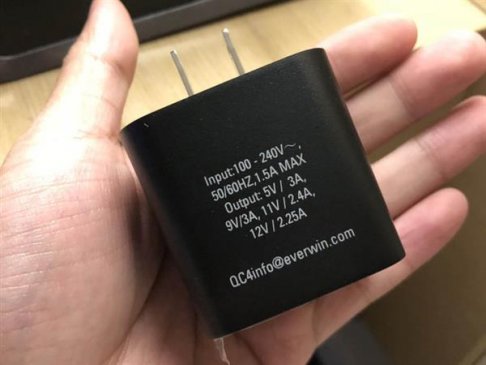 Input:100 - 240V～,
50/60HZ,1.5A MAX
Output: 5V / 3A,
9V/3A, 11V / 2.4A,
12V / 2.25A
QC4info@everwin.com